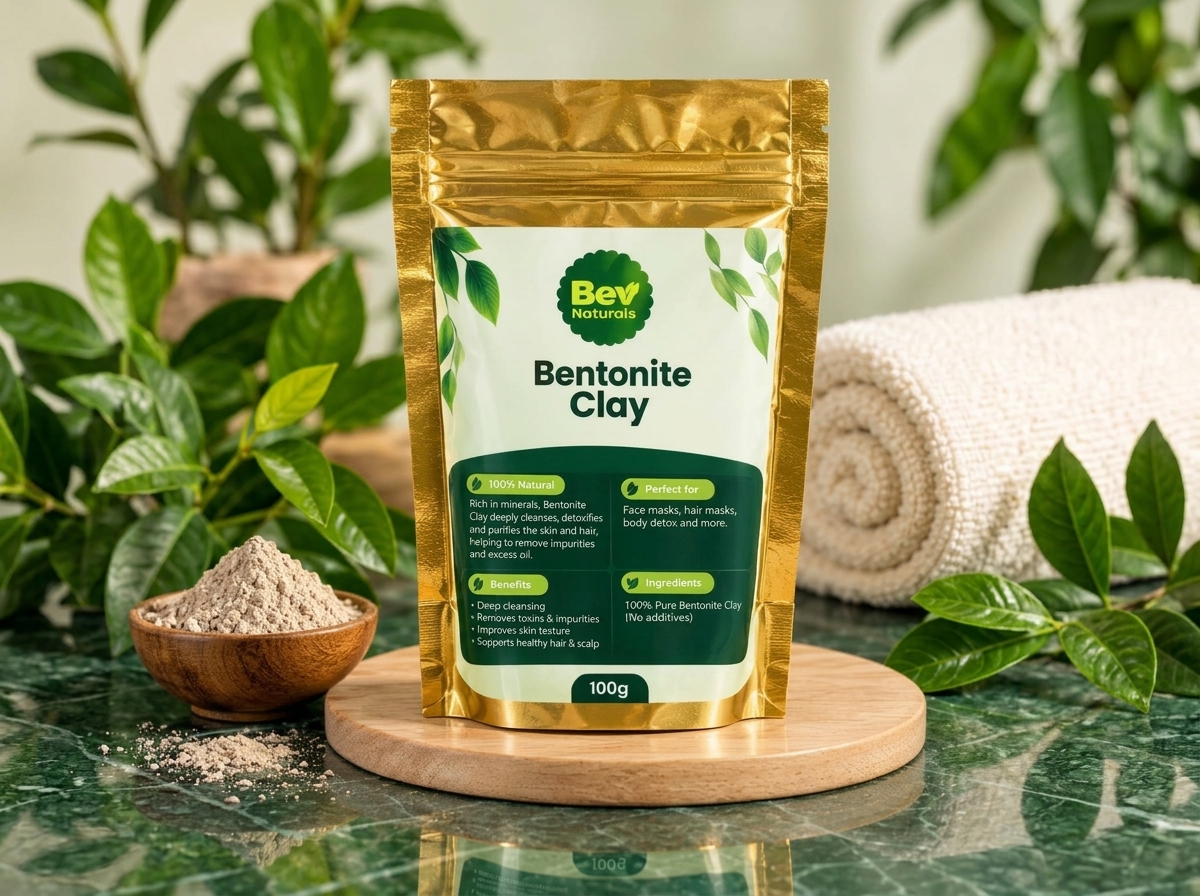 Bev
Naturals
Bentonite
Clay
100% Natural
Rich in minerals, Bentonite
Clay deeply cleanses, detoxifies
and purifies the skin and hair,
helping to remove impurities
and excess oil.
Perfect for
Face masks, hair masks,
body detox and more.
Benefits
• Deep cleansing
• Removes toxins & impurities
• Improves skin testure
• Supports healthy hair & scalp
Ingredients
100% Pure Bentonite Clay
(No additives)
100g